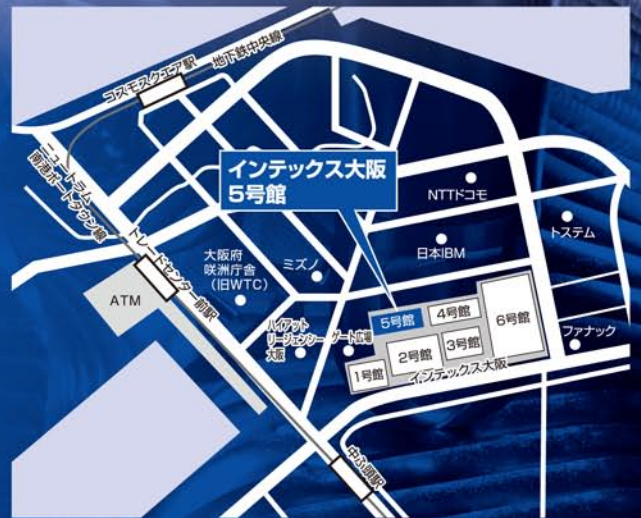 コスモスクエア駅
地下鉄中央線
ニュートラム
南港ポートタウン線
トレードセンター前駅
インテックス大阪
5号館
NTTドコモ
トステム
大阪府
咲洲庁舎
（旧WTC）
ミズノ
日本IBM
ATM
5号館
4号館
6号館
ハイアット
リージェンシー
大阪
ゲート広場
2号館
3号館
ファナック
1号館
インテックス大阪
中ふ頭駅